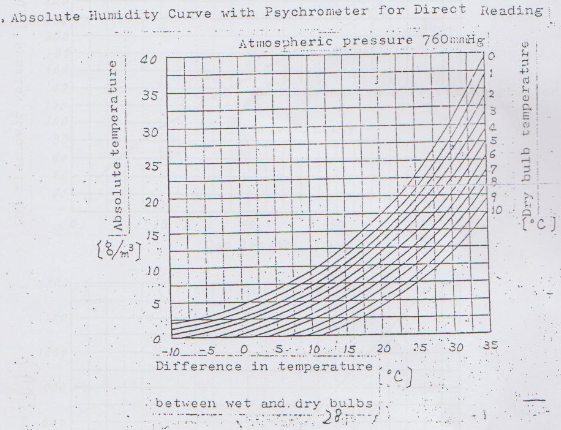 . Absolute Humidity Curve with Psychrometer for Direct Reading
Atmospheric pressure 760mmHg
Absolute temperature
[g/m³]
40
35
30
25
20
15
10
5
0
0
1
2
3
4
5
6
7
8
9
10
Dry bulb temperature
[°C]
-10 -5 0 5 10 15 20 25 30 35
Difference in temperature
[°C]
between wet and dry bulbs
28